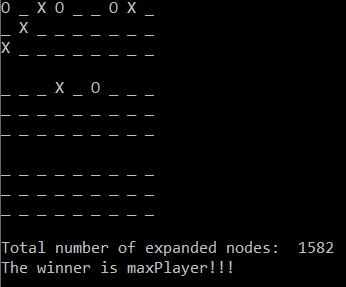 O _ X O _ _ O X _
_ X _ _ _ _ _ _ _
X _ _ _ _ _ _ _ _
_ _ _ X _ O _ _ _
_ _ _ _ _ _ _ _ _
_ _ _ _ _ _ _ _ _
_ _ _ _ _ _ _ _ _
_ _ _ _ _ _ _ _ _
_ _ _ _ _ _ _ _ _
Total number of expanded nodes:  1582
The winner is maxPlayer!!!